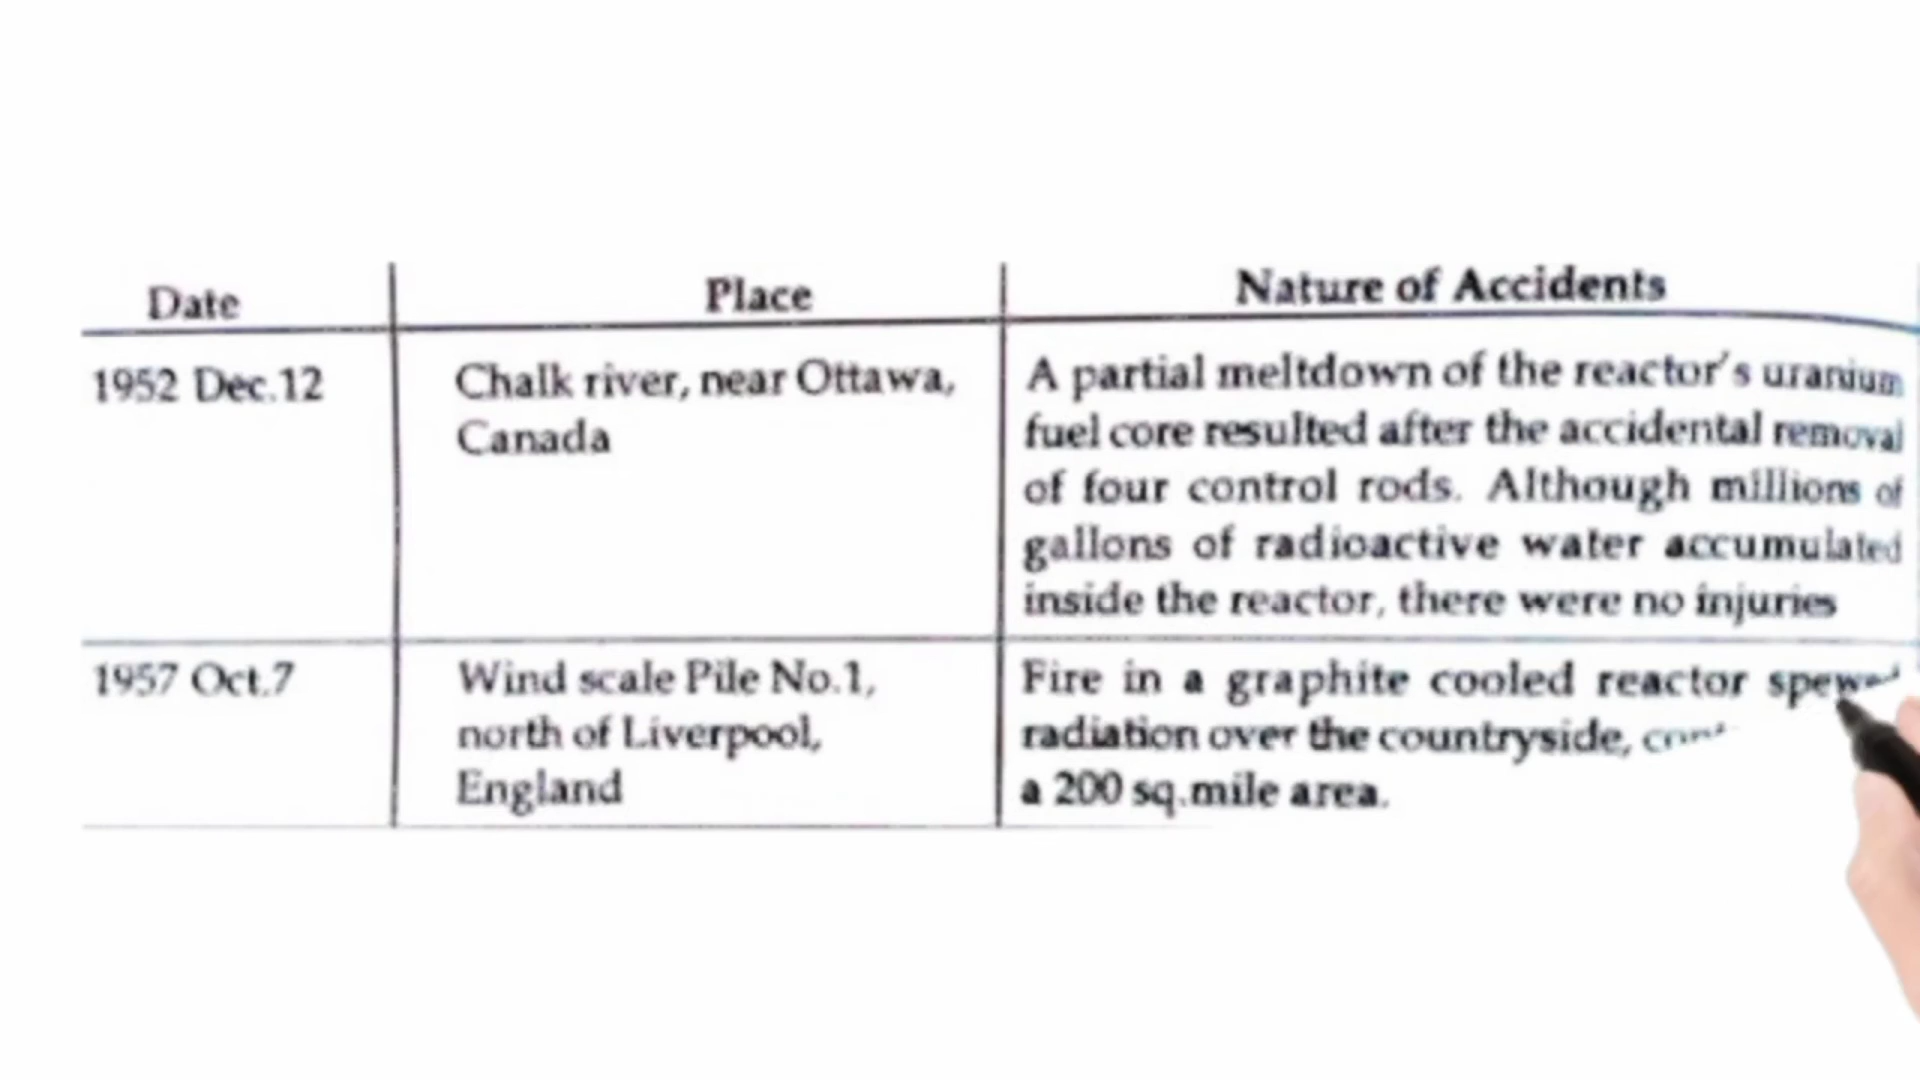 Date Place Nature of Accidents
1952 Dec.12 Chalk river, near Ottawa, A partial meltdown of the reactor's uranium
Canada fuel core resulted after the accidental removal
of four control rods. Although millions of
gallons of radioactive water accumulated
inside the reactor, there were no injuries
1957 Oct.7 Wind scale Pile No.1, Fire in a graphite cooled reactor spewed
north of Liverpool, radiation over the countryside,
England a 200 sq.mile area.